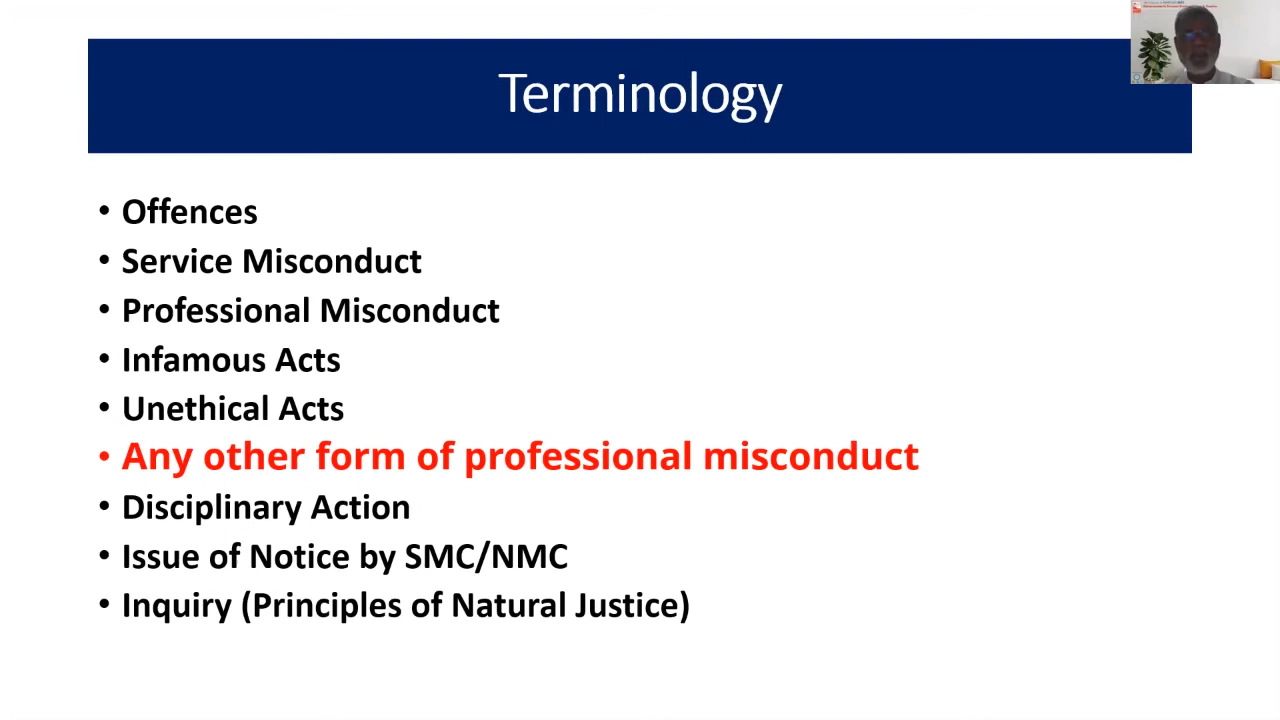 Terminology
• Offences
• Service Misconduct
• Professional Misconduct
• Infamous Acts
• Unethical Acts
• Any other form of professional misconduct
• Disciplinary Action
• Issue of Notice by SMC/NMC
• Inquiry (Principles of Natural Justice)